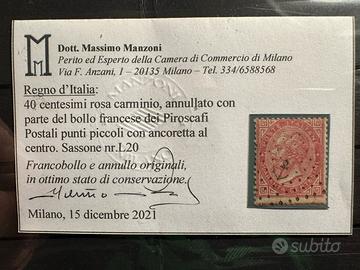 Dott. Massimo Manzoni
Perito ed Esperto della Camera di Commercio di Milano
Via F. Anzani, 1 – 20135 Milano – Tel. 334/6588568
Regno d'Italia:
40 centesimi rosa carminio, annullato con
parte del bollo francese dei Piroscafi
Postali punti piccoli con ancoretta al
centro. Sassone nr.L20
Francobollo e annullo originali,
in ottimo stato di conservazione.
Milano, 15 dicembre 2021
subito